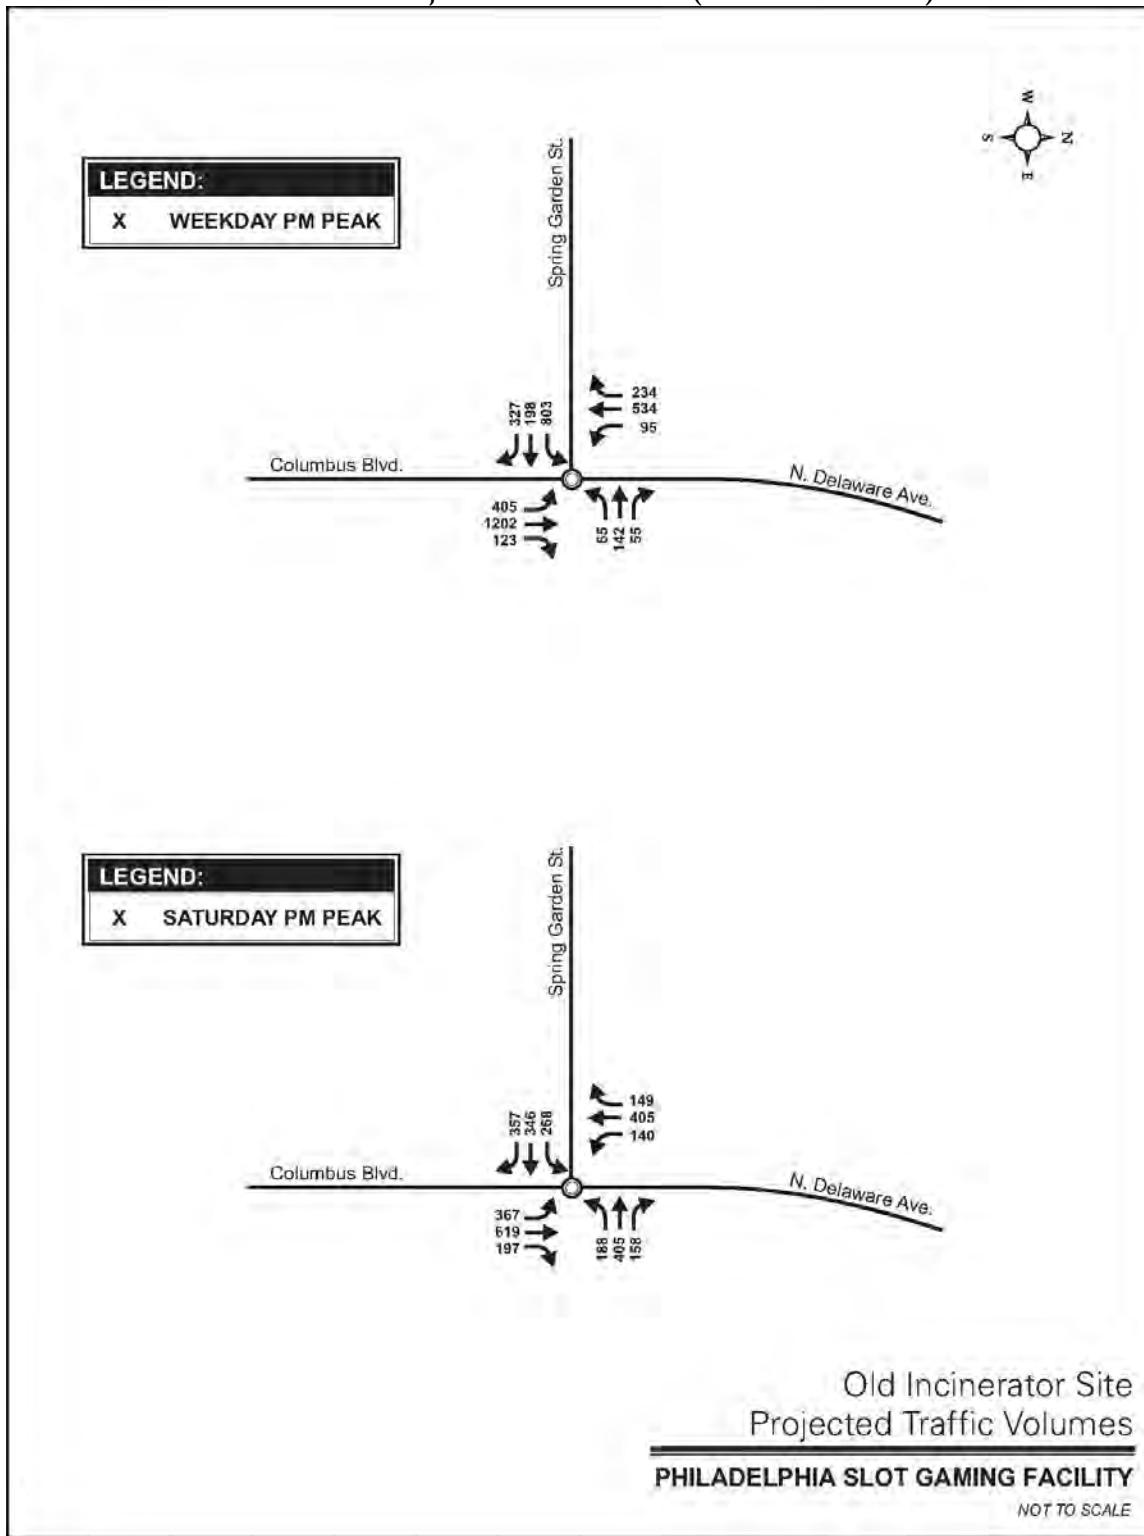 W
S N
E
LEGEND:
X WEEKDAY PM PEAK
Spring Garden St.
327
198
803
234
534
95
Columbus Blvd.
N. Delaware Ave.
405
1202
123
142
55
LEGEND:
X SATURDAY PM PEAK
Spring Garden St.
357
346
268
149
405
140
Columbus Blvd.
N. Delaware Ave.
367
619
197
188
405
158
Old Incinerator Site
Projected Traffic Volumes
PHILADELPHIA SLOT GAMING FACILITY
NOT TO SCALE